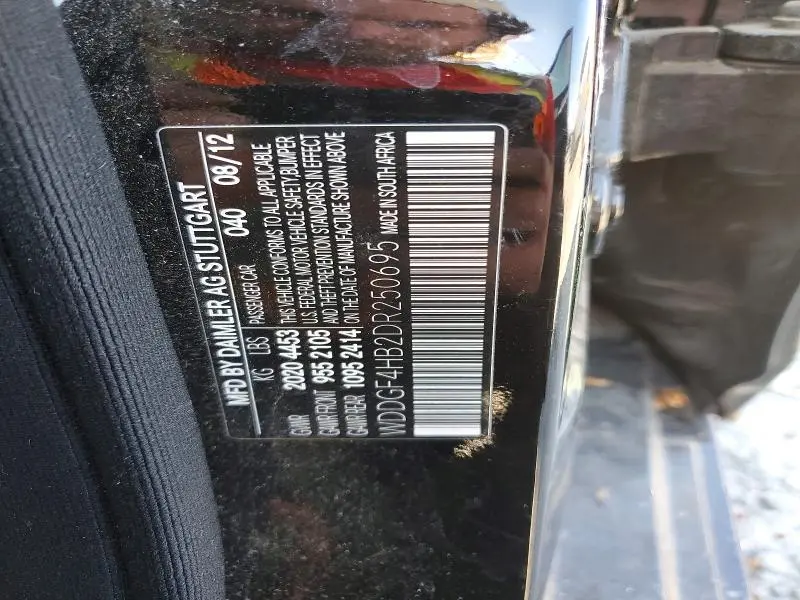 MFD BY DAIMLER AG STUTTGART
KG LBS PASSENGER CAR 040 08/12
GVWR 2020 4453 THIS VEHICLE CONFORMS TO ALL APPLICABLE
GAWR FRONT 955 2105 U.S. FEDERAL MOTOR VEHICLE SAFETY, BUMPER
GAWR REAR 1095 2414 AND THEFT PREVENTION STANDARDS IN EFFECT
ON THE DATE OF MANUFACTURE SHOWN ABOVE
WDDGF4HB2DR250695 MADE IN SOUTH AFRICA